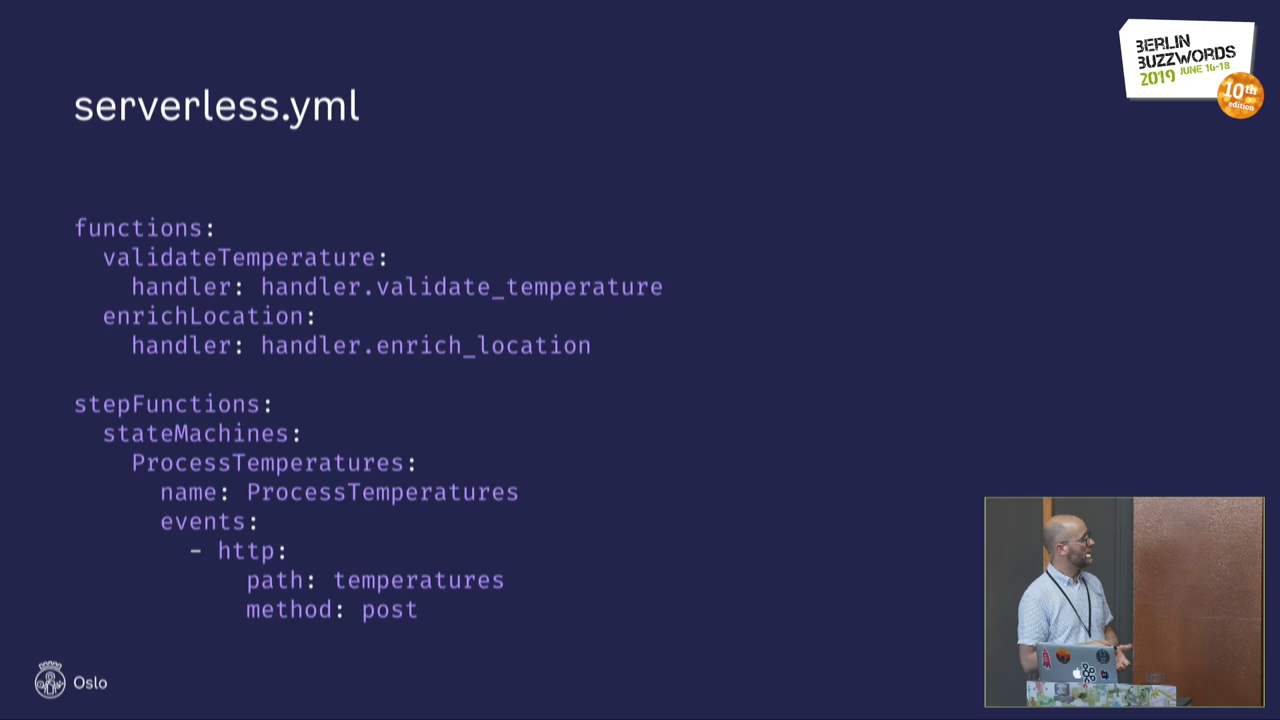 BERLIN
BUZZWORDS
2019 JUNE 16-18
10th
edition
serverless.yml
functions:
  validateTemperature:
    handler: handler.validate_temperature
  enrichLocation:
    handler: handler.enrich_location
stepFunctions:
  stateMachines:
    ProcessTemperatures:
      name: ProcessTemperatures
      events:
        - http:
            path: temperatures
            method: post
Oslo